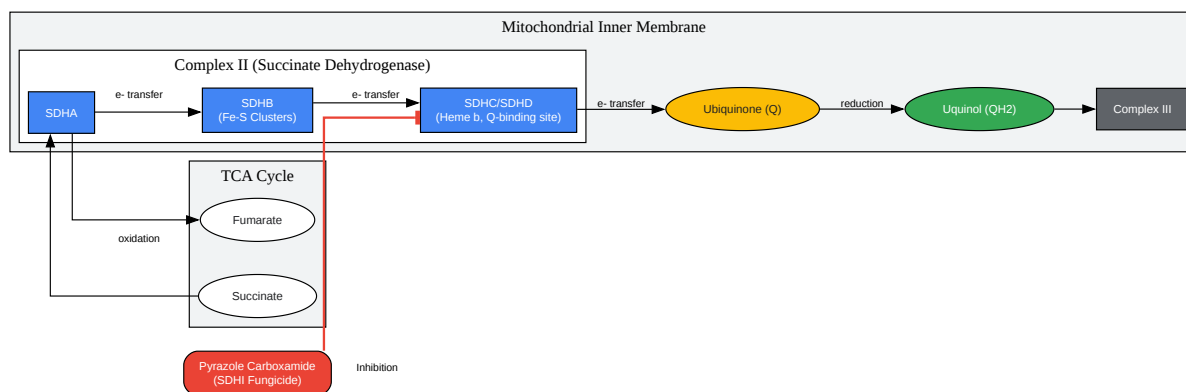 Mitochondrial Inner Membrane
Complex II (Succinate Dehydrogenase)
SDHA
e- transfer
SDHB
(Fe-S Clusters)
e- transfer
SDHC/SDHD
(Heme b, Q-binding site)
e- transfer
Ubiquinone (Q)
reduction
Uquinol (QH2)
Complex III
TCA Cycle
Fumarate
oxidation
Succinate
Pyrazole Carboxamide
(SDHI Fungicide)
Inhibition